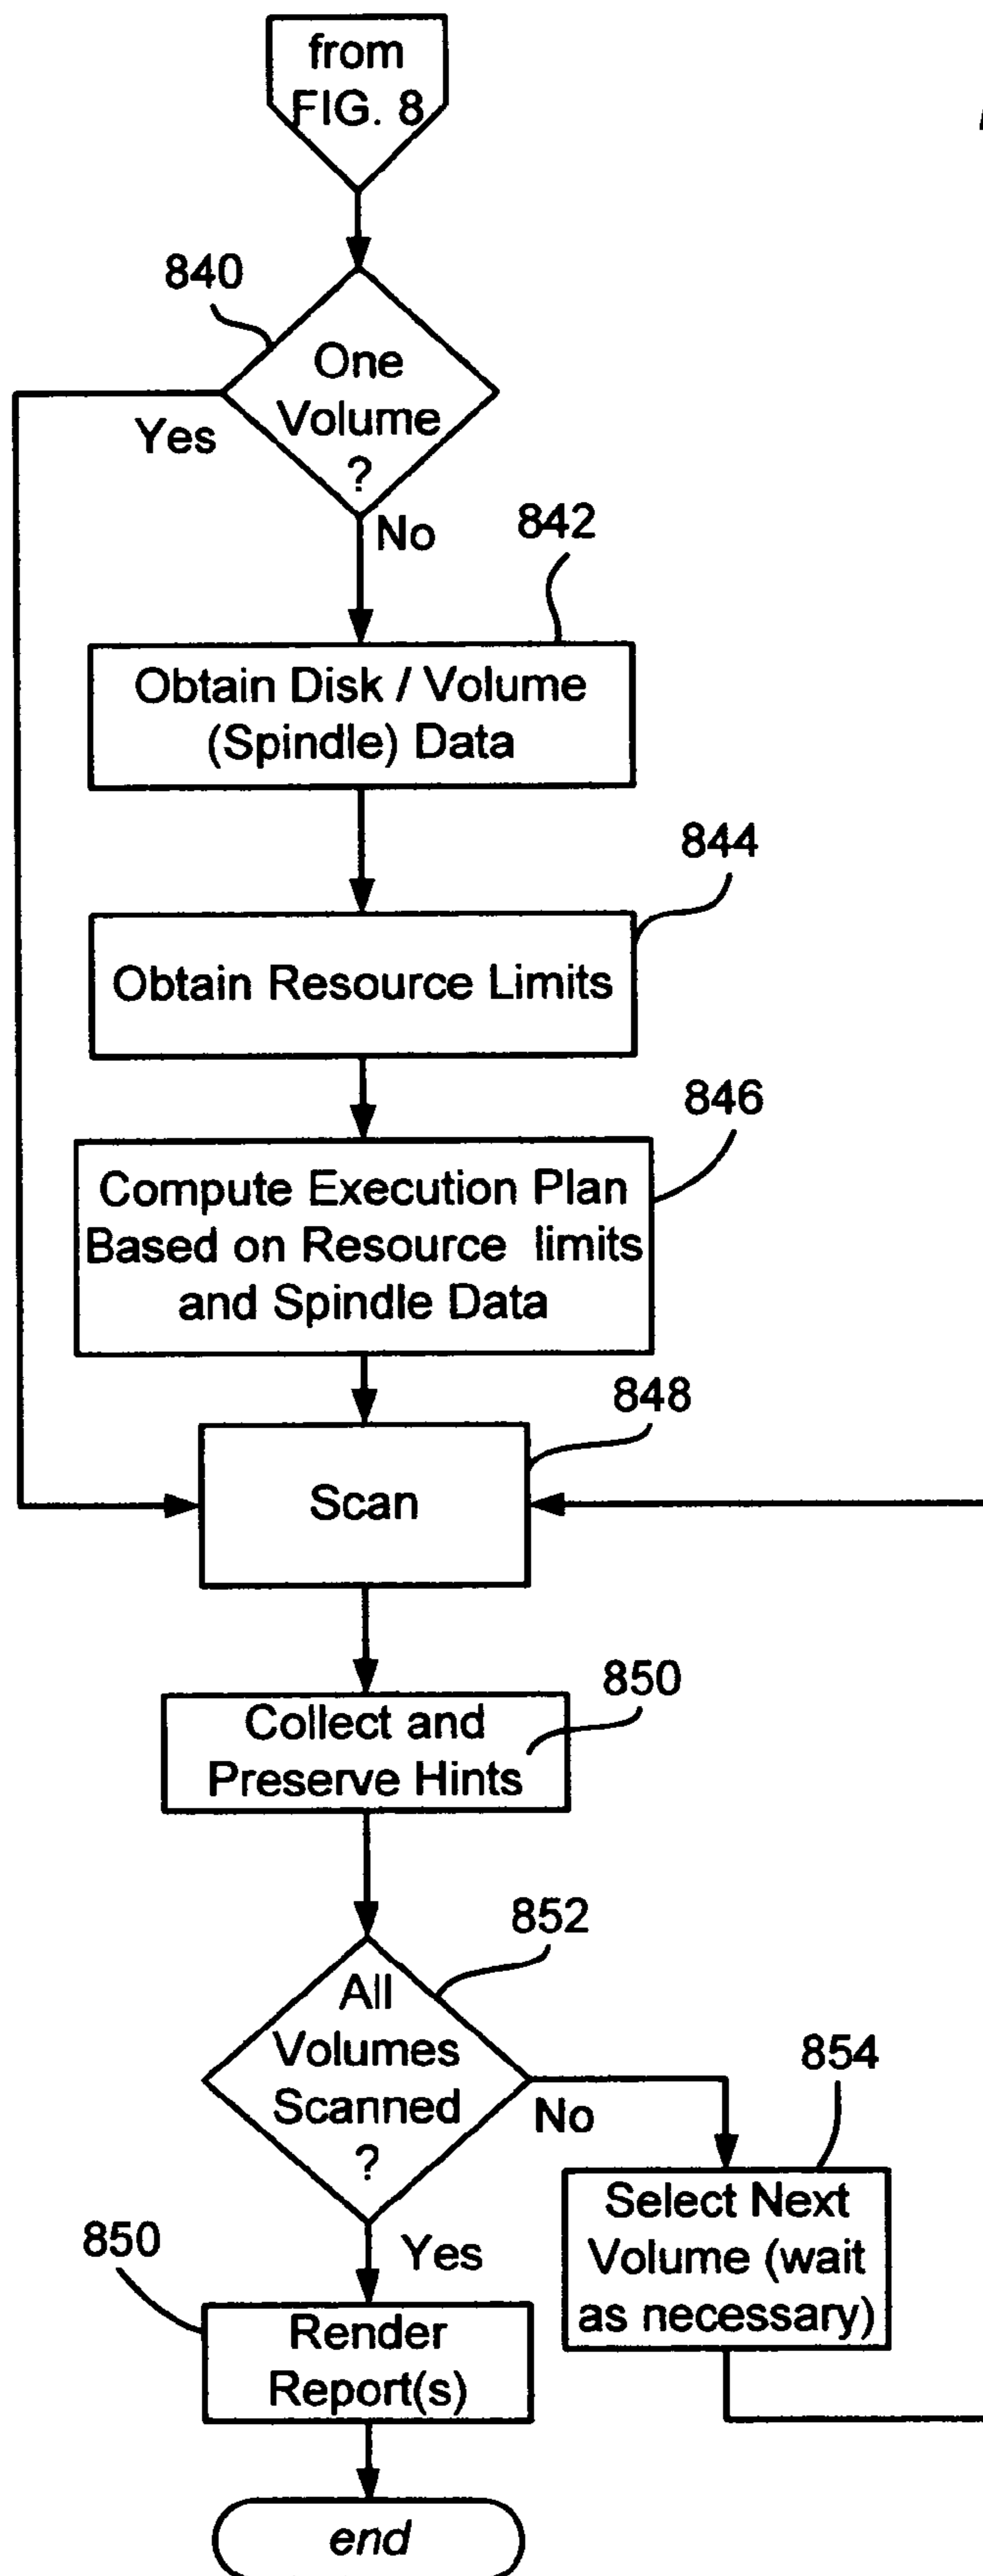 from
FIG. 8
840
One
Volume
?
Yes
No
842
Obtain Disk / Volume
(Spindle) Data
844
Obtain Resource Limits
846
Compute Execution Plan
Based on Resource limits
and Spindle Data
848
Scan
850
Collect and
Preserve Hints
852
All
Volumes
Scanned
?
No
854
Select Next
Volume (wait
as necessary)
850
Yes
Render
Report(s)
end